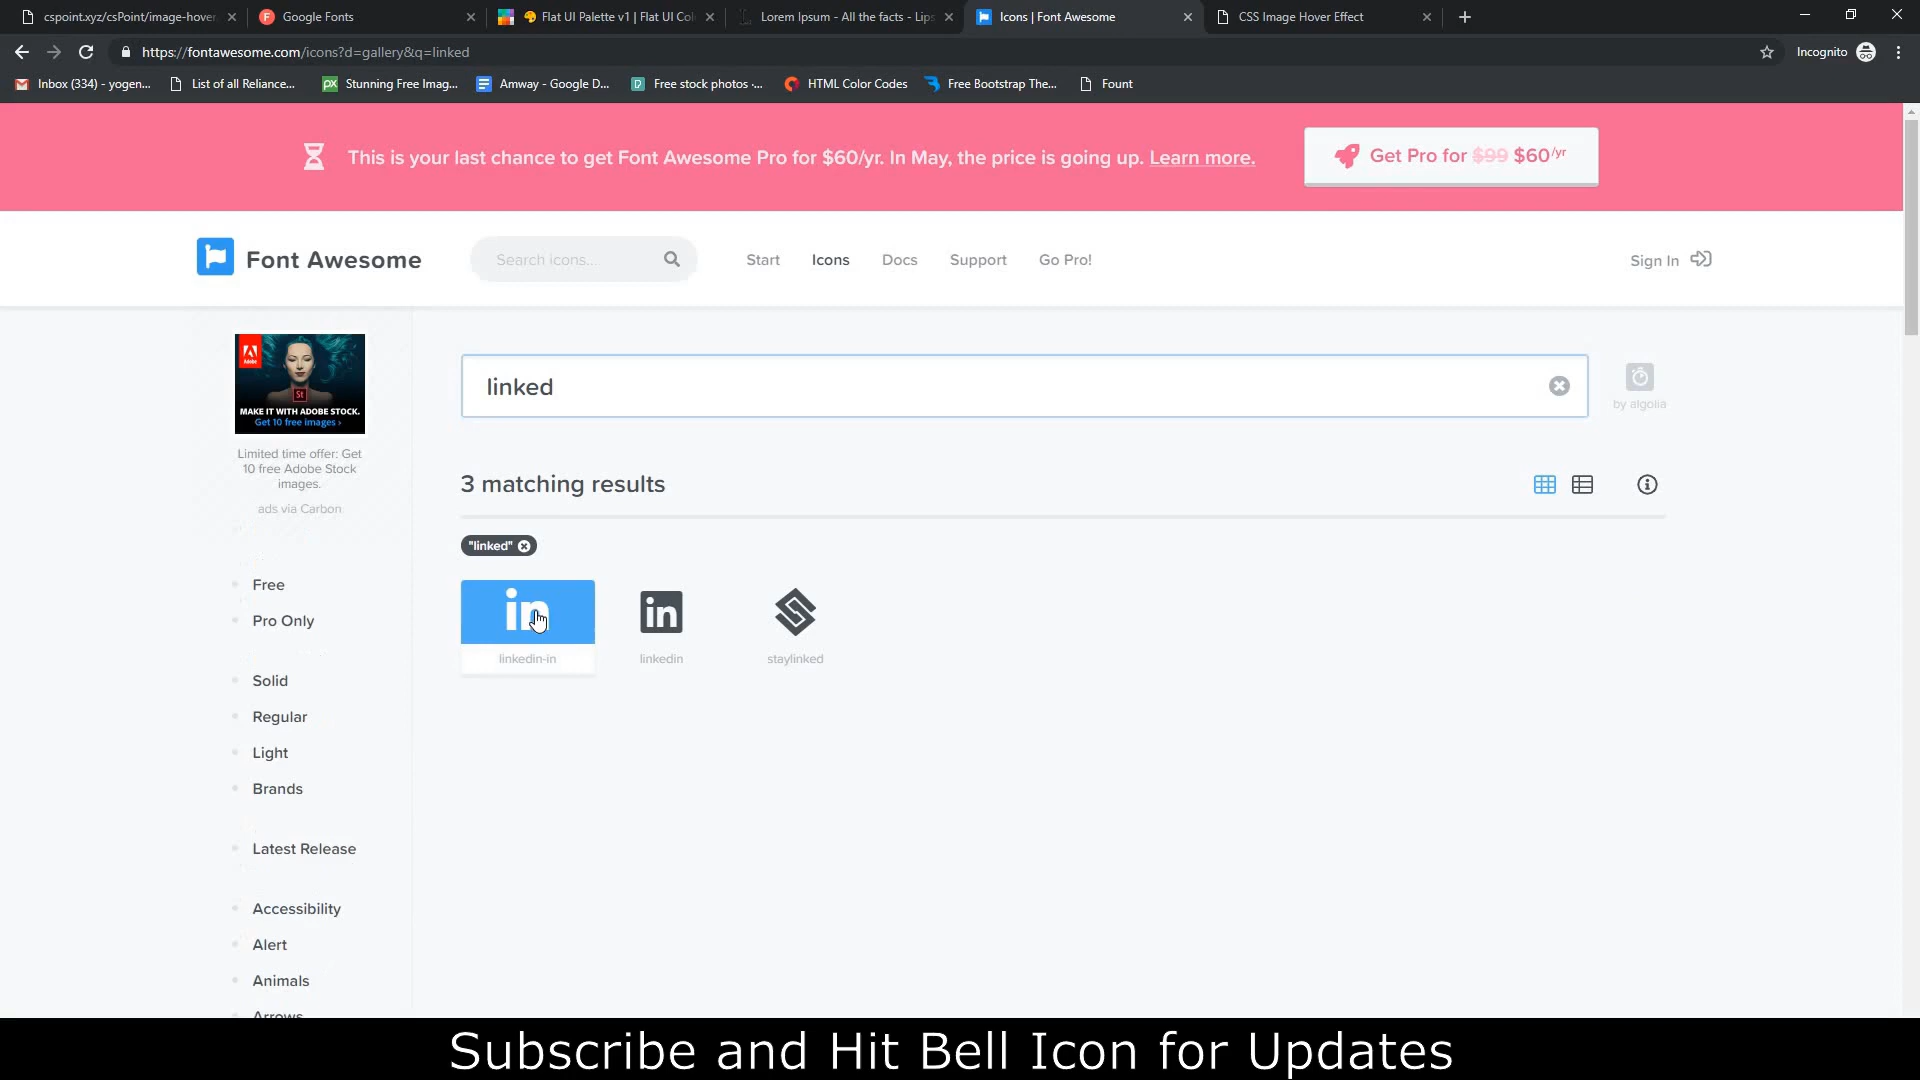 cspoint.xyz/csPoint/image-hover
Google Fonts
Flat UI Palette v1 | Flat UI Col
Lorem Ipsum - All the facts - Lips
Icons | Font Awesome
CSS Image Hover Effect
https://fontawesome.com/icons?d=gallery&q=linked
Incognito
Inbox (334) - yogen...
List of all Reliance...
Stunning Free Imag...
Amway - Google D...
Free stock photos ·...
HTML Color Codes
Free Bootstrap The...
Fount
This is your last chance to get Font Awesome Pro for $60/yr. In May, the price is going up. Learn more.
Get Pro for $99 $60/yr
Font Awesome
Search icons...
Start
Icons
Docs
Support
Go Pro!
Sign In
Adobe
St
MAKE IT WITH ADOBE STOCK.
Get 10 free images ›
Limited time offer: Get
10 free Adobe Stock
images.
ads via Carbon
linked
by algolia
3 matching results
"linked"
in
in
linkedin-in
linkedin
staylinked
Free
Pro Only
Solid
Regular
Light
Brands
Latest Release
Accessibility
Alert
Animals
Arrows
Subscribe and Hit Bell Icon for Updates